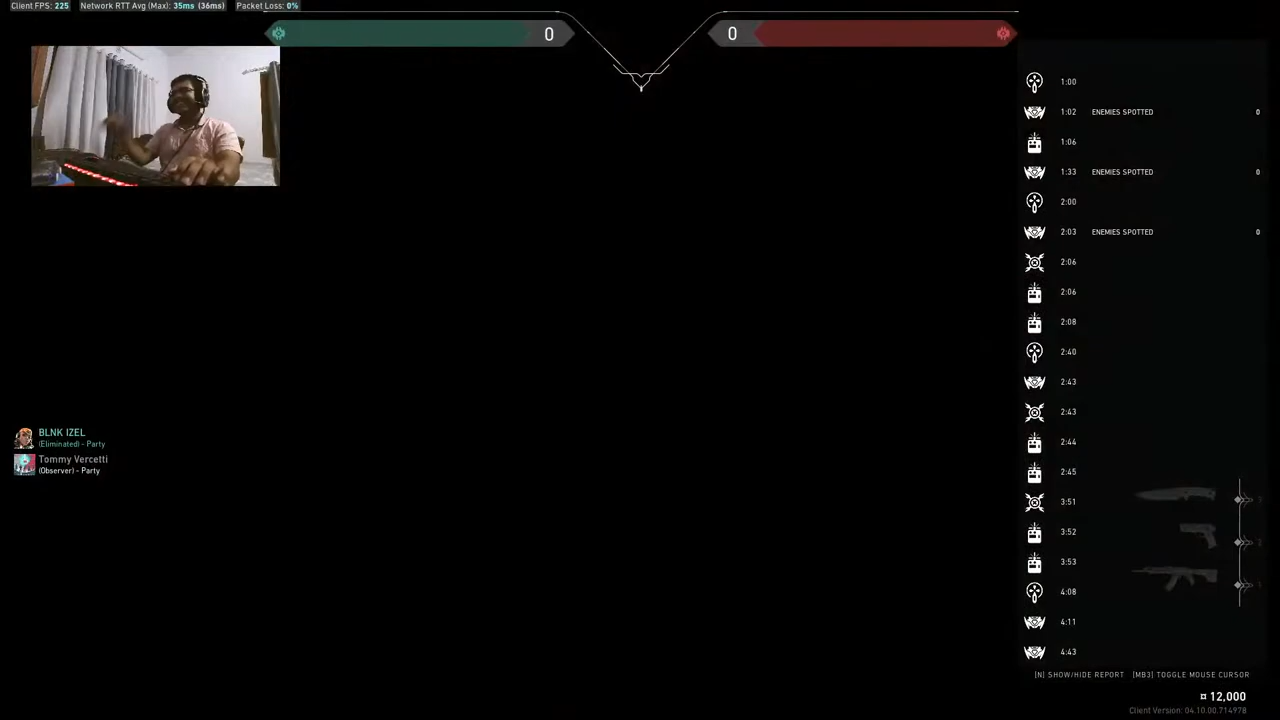 Client FPS: 225 Network RTT Avg (Max): 35ms (36ms) Packet Loss: 0%
0 0
1:00
1:02 ENEMIES SPOTTED 0
1:06
1:33 ENEMIES SPOTTED 0
2:00
2:03 ENEMIES SPOTTED 0
2:06
2:06
2:08
2:40
2:43
2:43
2:44
2:45
3:51
3:52
3:53
4:08
4:11
4:43
BLNK IZEL
(Eliminated) - Party
Tommy Vercetti
(Observer) - Party
3
2
1
[N] SHOW/HIDE REPORT [MB3] TOGGLE MOUSE CURSOR
¤ 12,000
Client Version: 04.10.00.714978